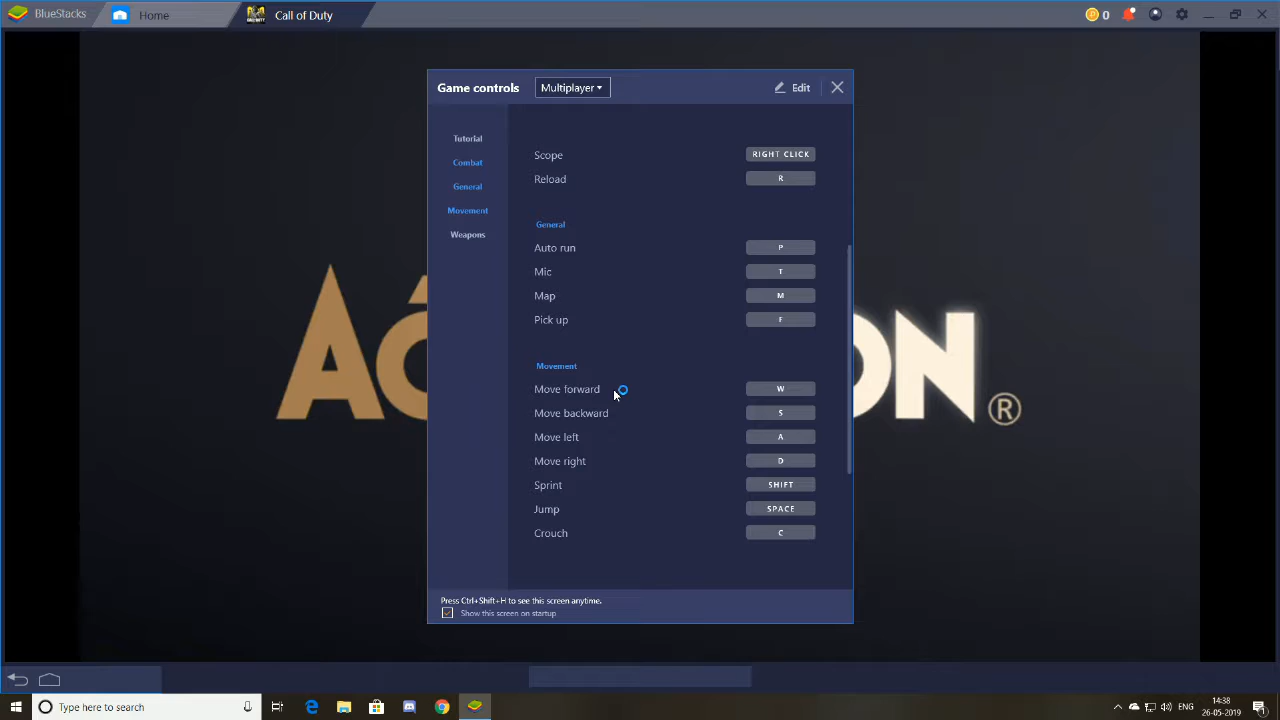 BlueStacks Home Call of Duty 0
Game controls Multiplayer Edit
Tutorial
Combat
General
Movement
Weapons
Scope RIGHT CLICK
Reload R
General
Auto run P
Mic T
Map M
Pick up F
Movement
Move forward W
Move backward S
Move left A
Move right D
Sprint SHIFT
Jump SPACE
Crouch C
Press Ctrl+Shift+H to see this screen anytime.
Show this screen on startup
Type here to search
14:38
26-05-2019